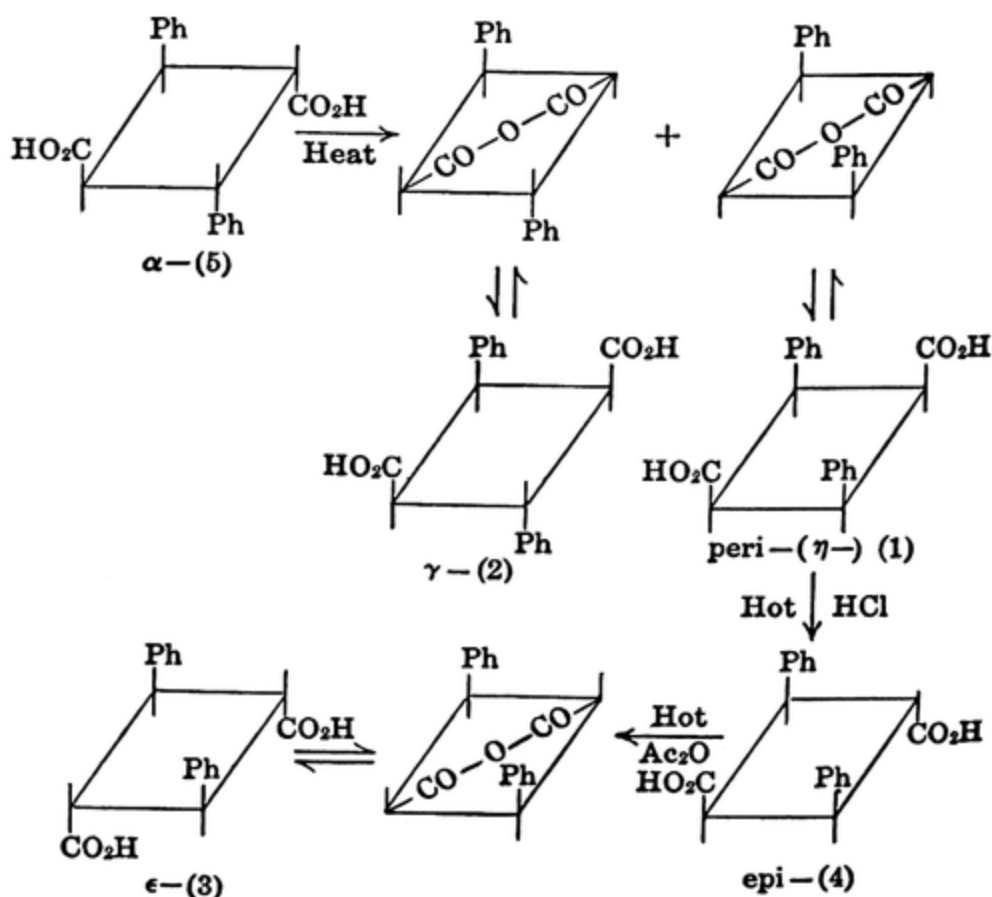 Ph
CO₂H
HO₂C
Heat
Ph
α—(5)
Ph
CO—O—CO
Ph
+
Ph
CO—O—CO
Ph
Ph
CO₂H
HO₂C
Ph
γ—(2)
Ph
CO₂H
HO₂C
Ph
peri—(η—) (1)
Hot HCl
Ph
CO₂H
Ph
CO₂H
ε—(3)
Ph
CO—O—CO
Ph
Hot
Ac₂O
Ph
CO₂H
HO₂C
Ph
epi—(4)